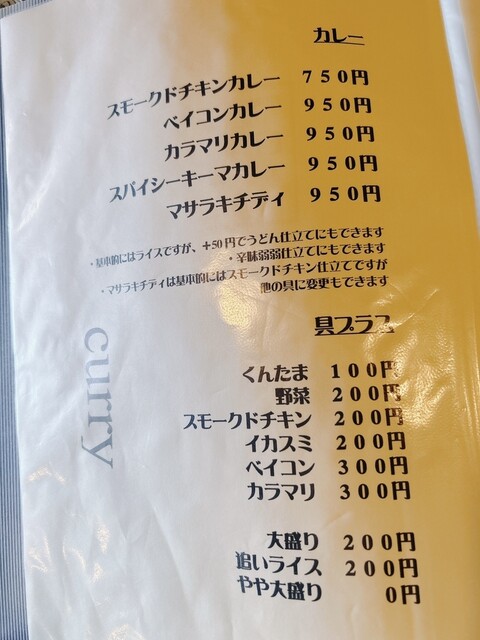 カレー
スモークドチキンカレー 750円
ベイコンカレー 950円
カラマリカレー 950円
スパイシーキーマカレー 950円
マサラキチディ 950円
・基本的にはライスですが、+50円でうどん仕立てにもできます
・辛味弱弱仕立てにもできます
・マサラキチディは基本的にはスモークドチキン仕立てですが
他の具に変更もできます
具プラス
くんたま 100円
野菜 200円
スモークドチキン 200円
イカスミ 200円
ベイコン 300円
カラマリ 300円
curry
大盛り 200円
追いライス 200円
やや大盛り 0円